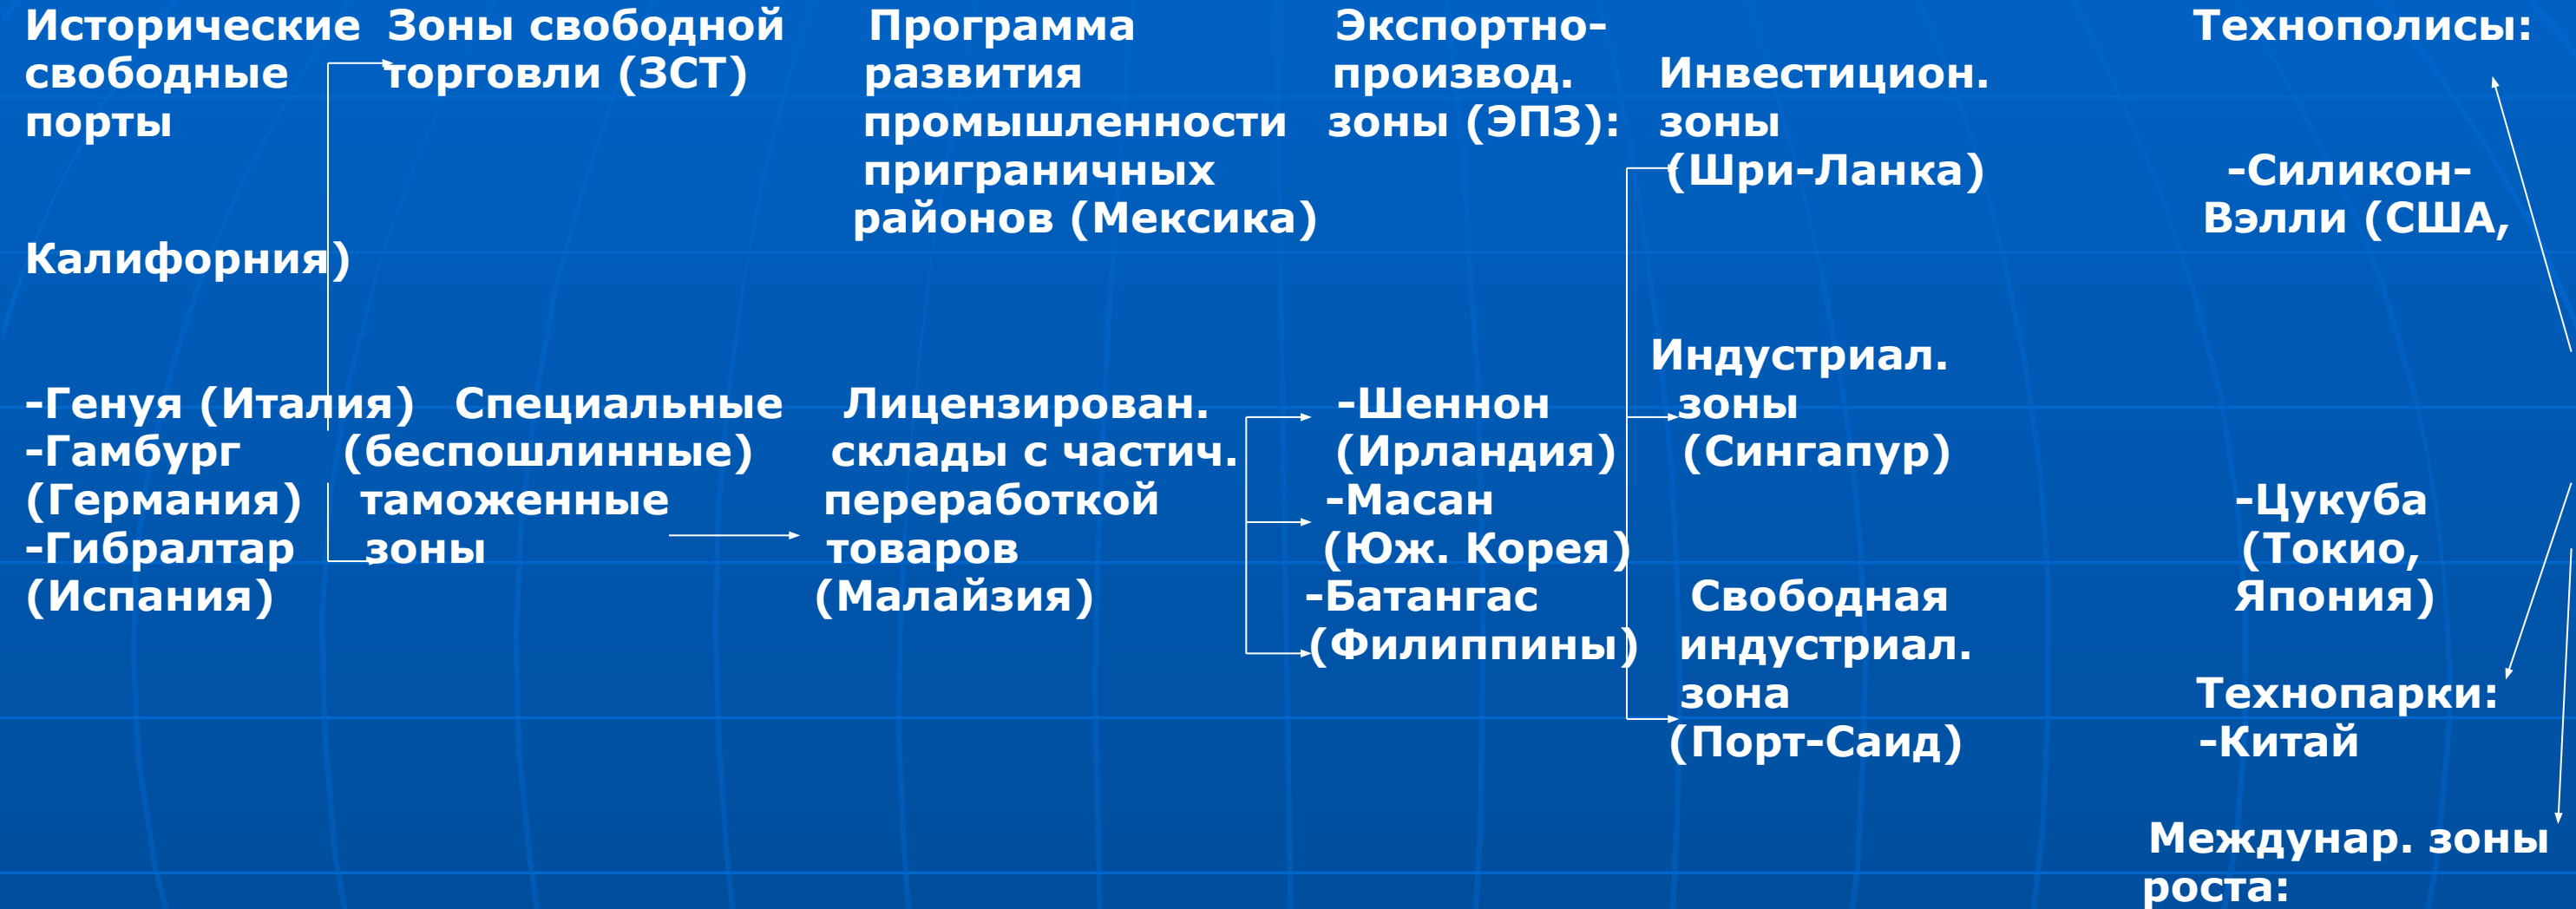 Исторические Зоны свободной Программа Экспортно- Технополисы:
свободные торговли (ЗСТ) развития производ. Инвестицион.
порты промышленности зоны (ЭПЗ): зоны
приграничных (Шри-Ланка) -Силикон-
районов (Мексика) Вэлли (США,
Калифорния)
Индустриал.
-Генуя (Италия) Специальные Лицензирован. -Шеннон зоны
-Гамбург (беспошлинные) склады с частич. (Ирландия) (Сингапур)
(Германия) таможенные переработкой -Масан -Цукуба
-Гибралтар зоны товаров (Юж. Корея) (Токио,
(Испания) (Малайзия) -Батангас Свободная Япония)
(Филиппины) индустриал.
зона Технопарки:
(Порт-Саид) -Китай
Междунар. зоны
роста: